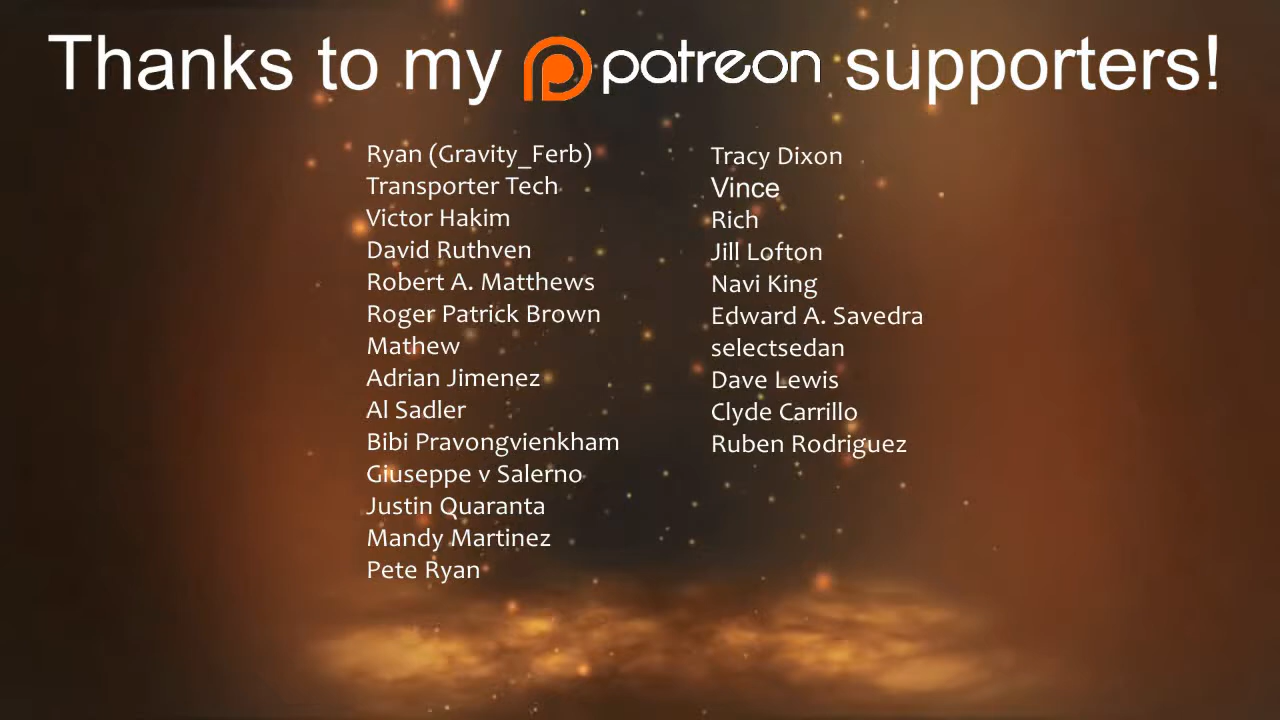 Thanks to my patreon supporters!
Ryan (Gravity_Ferb)
Transporter Tech
Victor Hakim
David Ruthven
Robert A. Matthews
Roger Patrick Brown
Mathew
Adrian Jimenez
Al Sadler
Bibi Pravongvienkham
Giuseppe v Salerno
Justin Quaranta
Mandy Martinez
Pete Ryan
Tracy Dixon
Vince
Rich
Jill Lofton
Navi King
Edward A. Savedra
selectsedan
Dave Lewis
Clyde Carrillo
Ruben Rodriguez